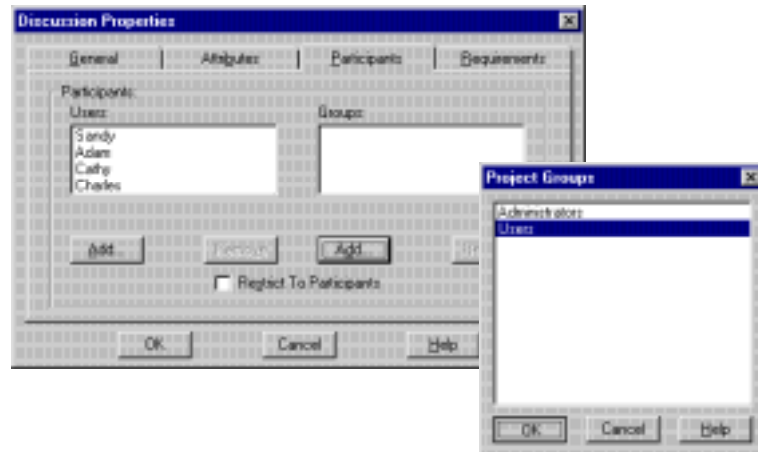 Discussion Properties
General Attributes Participants Requirements
Participants:
Users: Groups:
Sandy
Adam
Cathy
Charles
Add... Remove Add...
Restrict To Participants
OK Cancel Help
Project Groups
Administrators
Users
OK Cancel Help